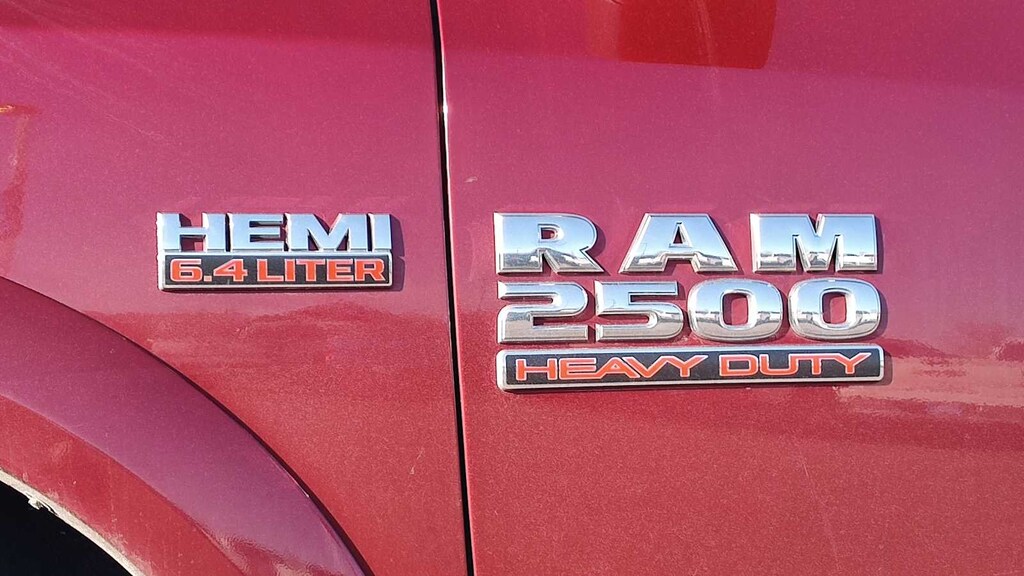 HEMI
6.4 LITER
RAM
2500
HEAVY DUTY